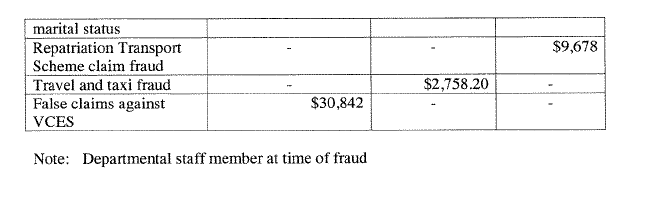 marital status
Repatriation Transport - - $9,678
Scheme claim fraud
Travel and taxi fraud - $2,758.20 -
False claims against $30,842 - -
VCES
Note: Departmental staff member at time of fraud